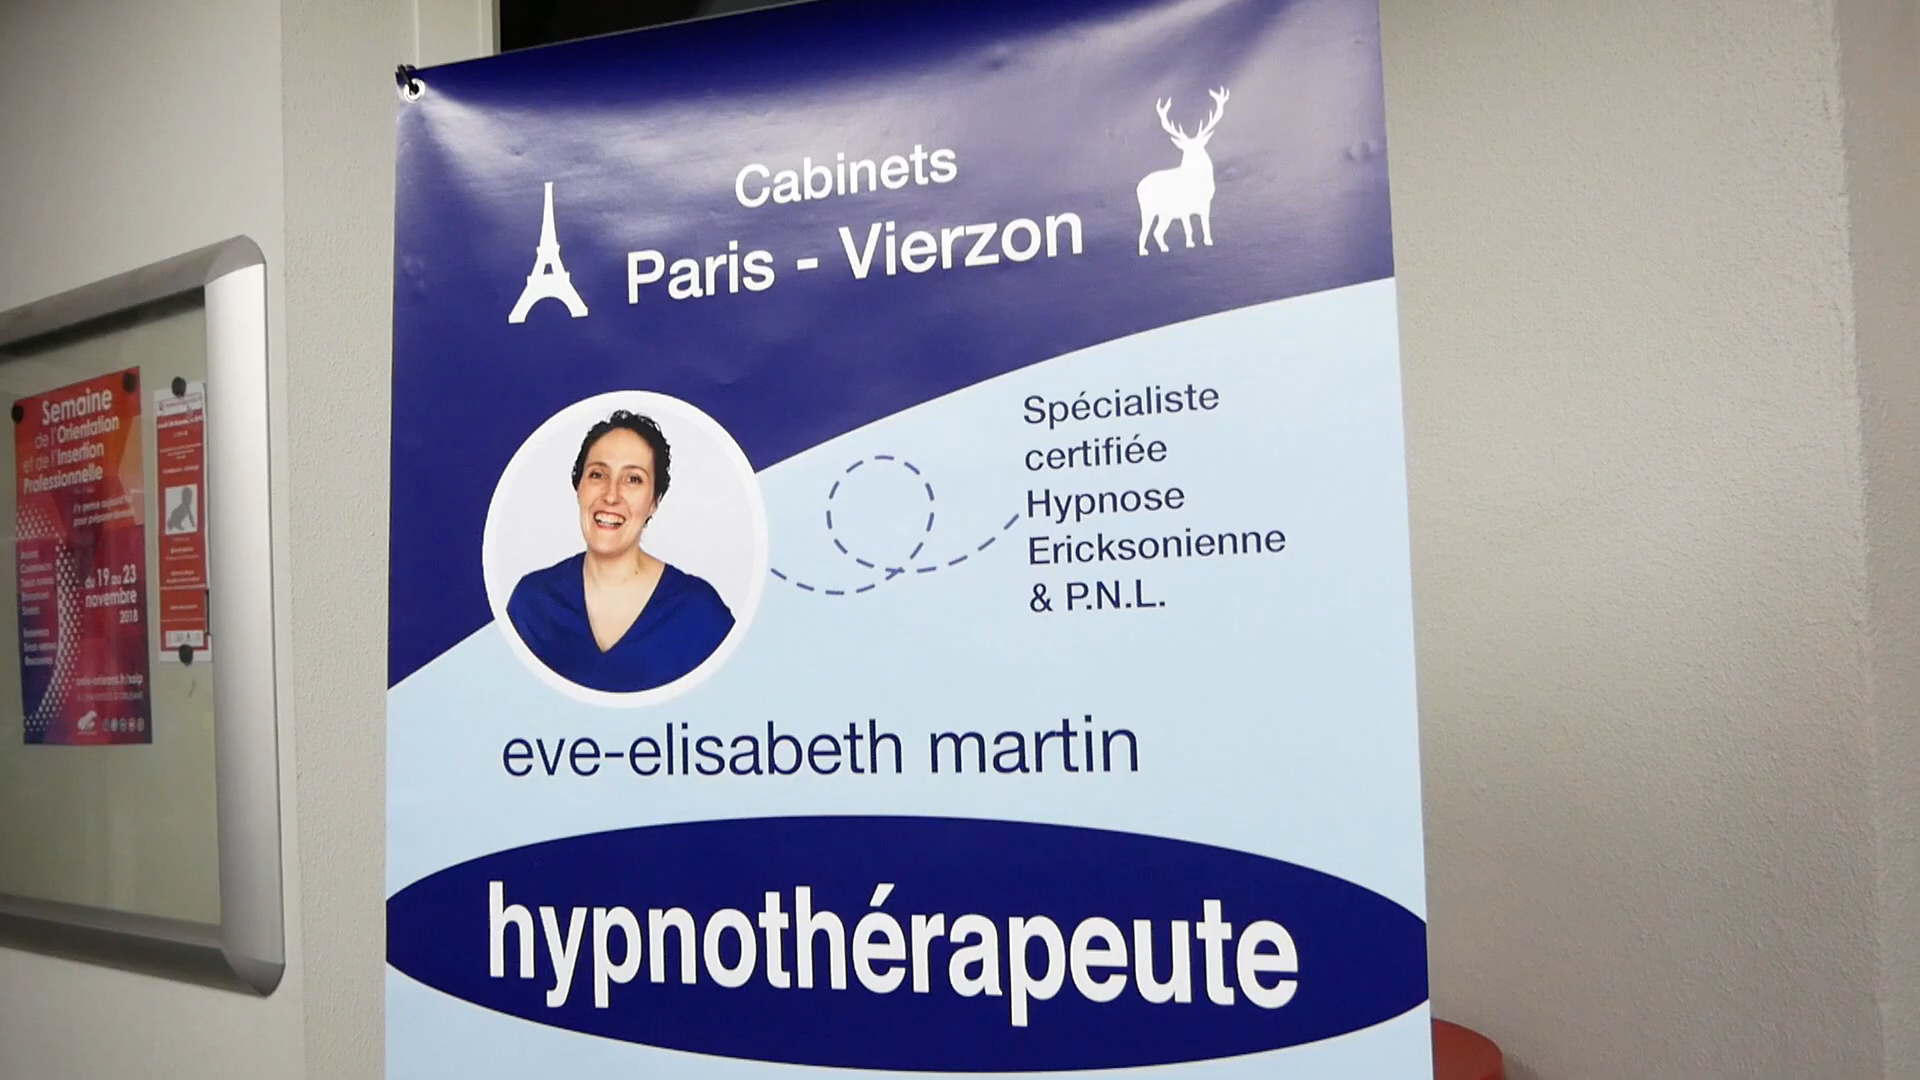 Cabinets
Paris - Vierzon
Spécialiste
certifiée
Hypnose
Ericksonienne
& P.N.L.
eve-elisabeth martin
hypnothérapeute
Semaine
de l'Orientation
et de l'Insertion
Professionnelle
du 19 au 23
novembre
2018